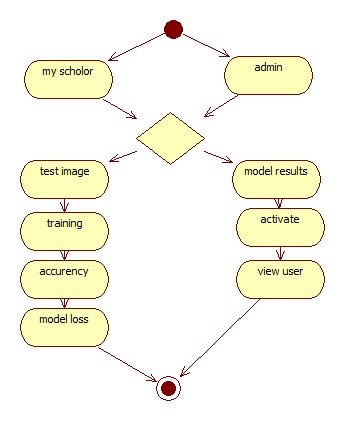 my scholor
admin
test image
model results
training
activate
accurency
view user
model loss